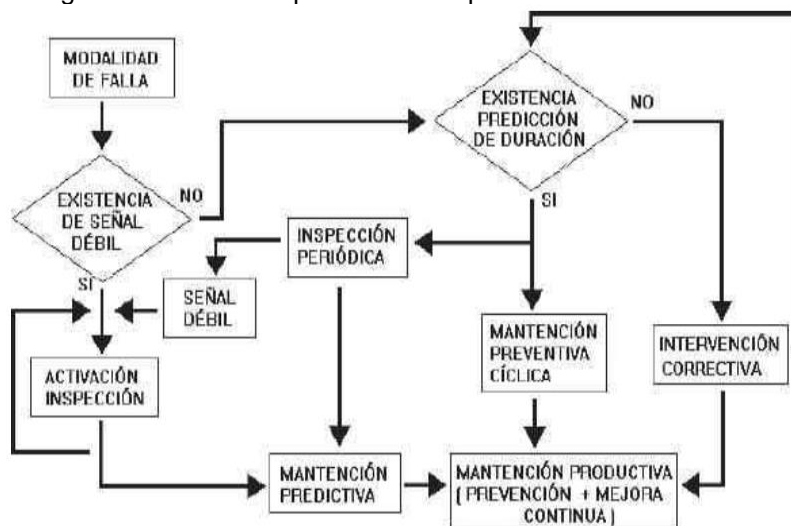 MODALIDAD
DE FALLA
EXISTENCIA
PREDICCIÓN
DE DURACIÓN
NO
EXISTENCIA
DE SEÑAL
DÉBIL
NO
SI
SI
INSPECCIÓN
PERIÓDICA
SEÑAL
DÉBIL
MANTENCIÓN
PREVENTIVA
CÍCLICA
INTERVENCIÓN
CORRECTIVA
ACTIVACIÓN
INSPECCIÓN
MANTENCIÓN
PREDICTIVA
MANTENCIÓN PRODUCTIVA
( PREVENCIÓN + MEJORA
CONTINUA )